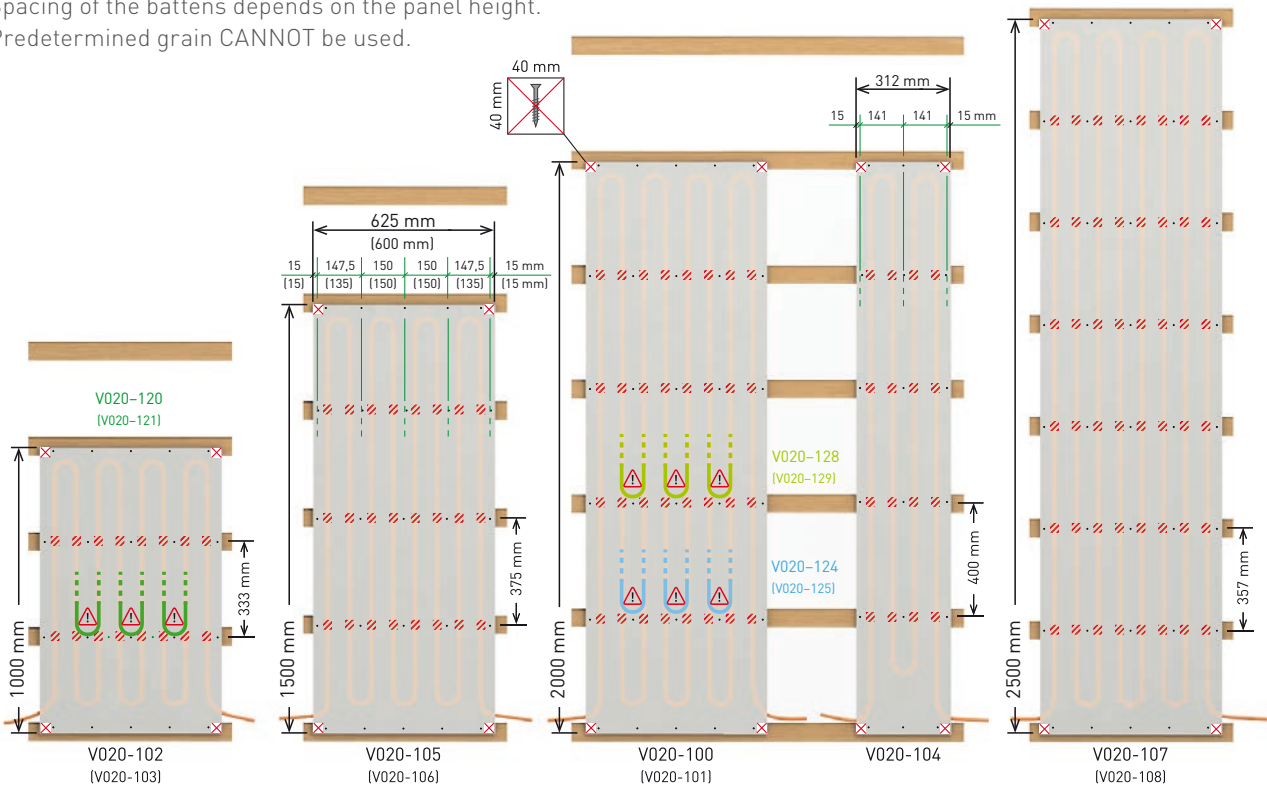 Spacing of the battens depends on the panel height.
Predetermined grain CANNOT be used.
40 mm
40 mm
312 mm
15 141 141 15 mm
625 mm
(600 mm)
15 147,5 150 150 147,5 15 mm
(15) (135) (150) (150) (135) (15 mm)
V020–120
(V020–121)
V020–128
(V020–129)
V020–124
(V020–125)
333 mm
375 mm
400 mm
357 mm
1000 mm
1500 mm
2000 mm
2500 mm
V020-102
(V020-103)
V020-105
(V020-106)
V020-100
(V020-101)
V020-104
V020-107
(V020-108)